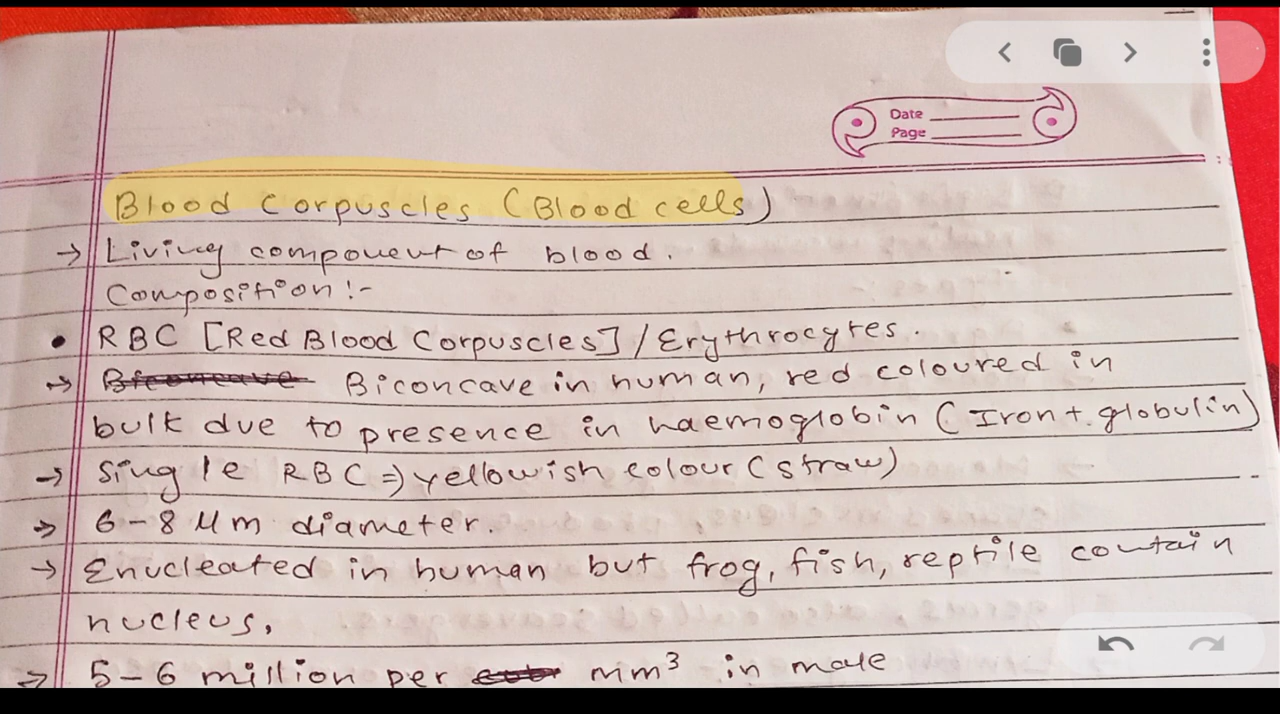 Date
Page
Blood Corpuscles (Blood cells)
→ Living component of blood.
Composition :-
• RBC [Red Blood Corpuscles] / Erythrocytes.
→ Biconcave Biconcave in human, red coloured in
bulk due to presence in haemoglobin (Iron + globulin)
→ Single RBC => yellowish colour (straw)
→ 6-8 μm diameter.
→ Enucleated in human but frog, fish, reptile contain
nucleus,
→ 5-6 million per mm³ in male